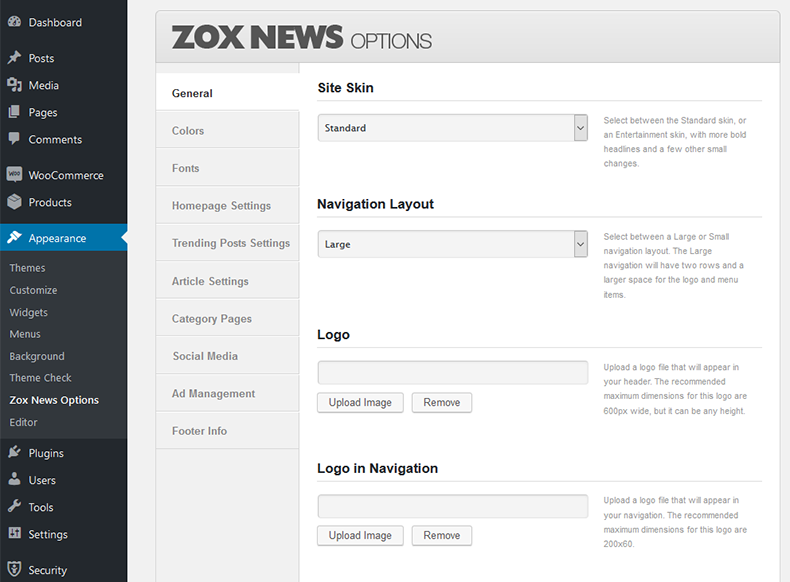 Dashboard
Posts
Media
Pages
Comments
WOO
WooCommerce
Products
Appearance
Themes
Customize
Widgets
Menus
Background
Theme Check
Zox News Options
Editor
Plugins
Users
Tools
Settings
Security
ZOX NEWS OPTIONS
General
Colors
Fonts
Homepage Settings
Trending Posts Settings
Article Settings
Category Pages
Social Media
Ad Management
Footer Info
Site Skin
Standard
Select between the Standard skin, or
an Entertainment skin, with more bold
headlines and a few other small
changes.
Navigation Layout
Large
Select between a Large or Small
navigation layout. The Large
navigation will have two rows and a
larger space for the logo and menu
items.
Logo
Upload Image
Remove
Upload a logo file that will appear in
your header. The recommended
maximum dimensions for this logo are
600px wide, but it can be any height.
Logo in Navigation
Upload Image
Remove
Upload a logo file that will appear in
your navigation. The recommended
maximum dimensions for this logo are
200x60.